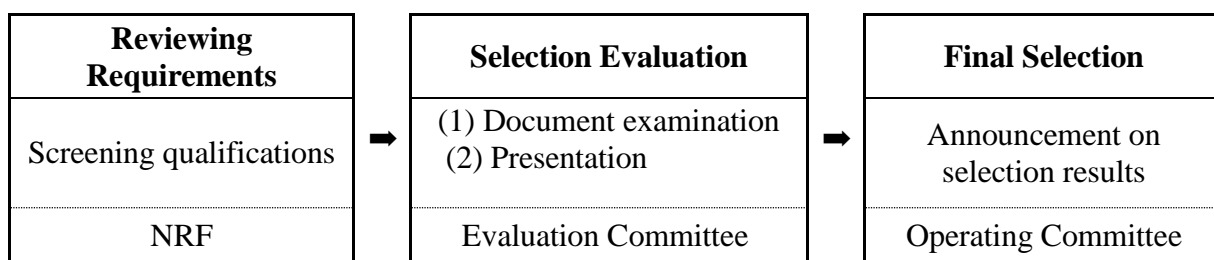 Reviewing
Requirements
Screening qualifications
NRF
➡
Selection Evaluation
(1) Document examination
(2) Presentation
Evaluation Committee
➡
Final Selection
Announcement on
selection results
Operating Committee